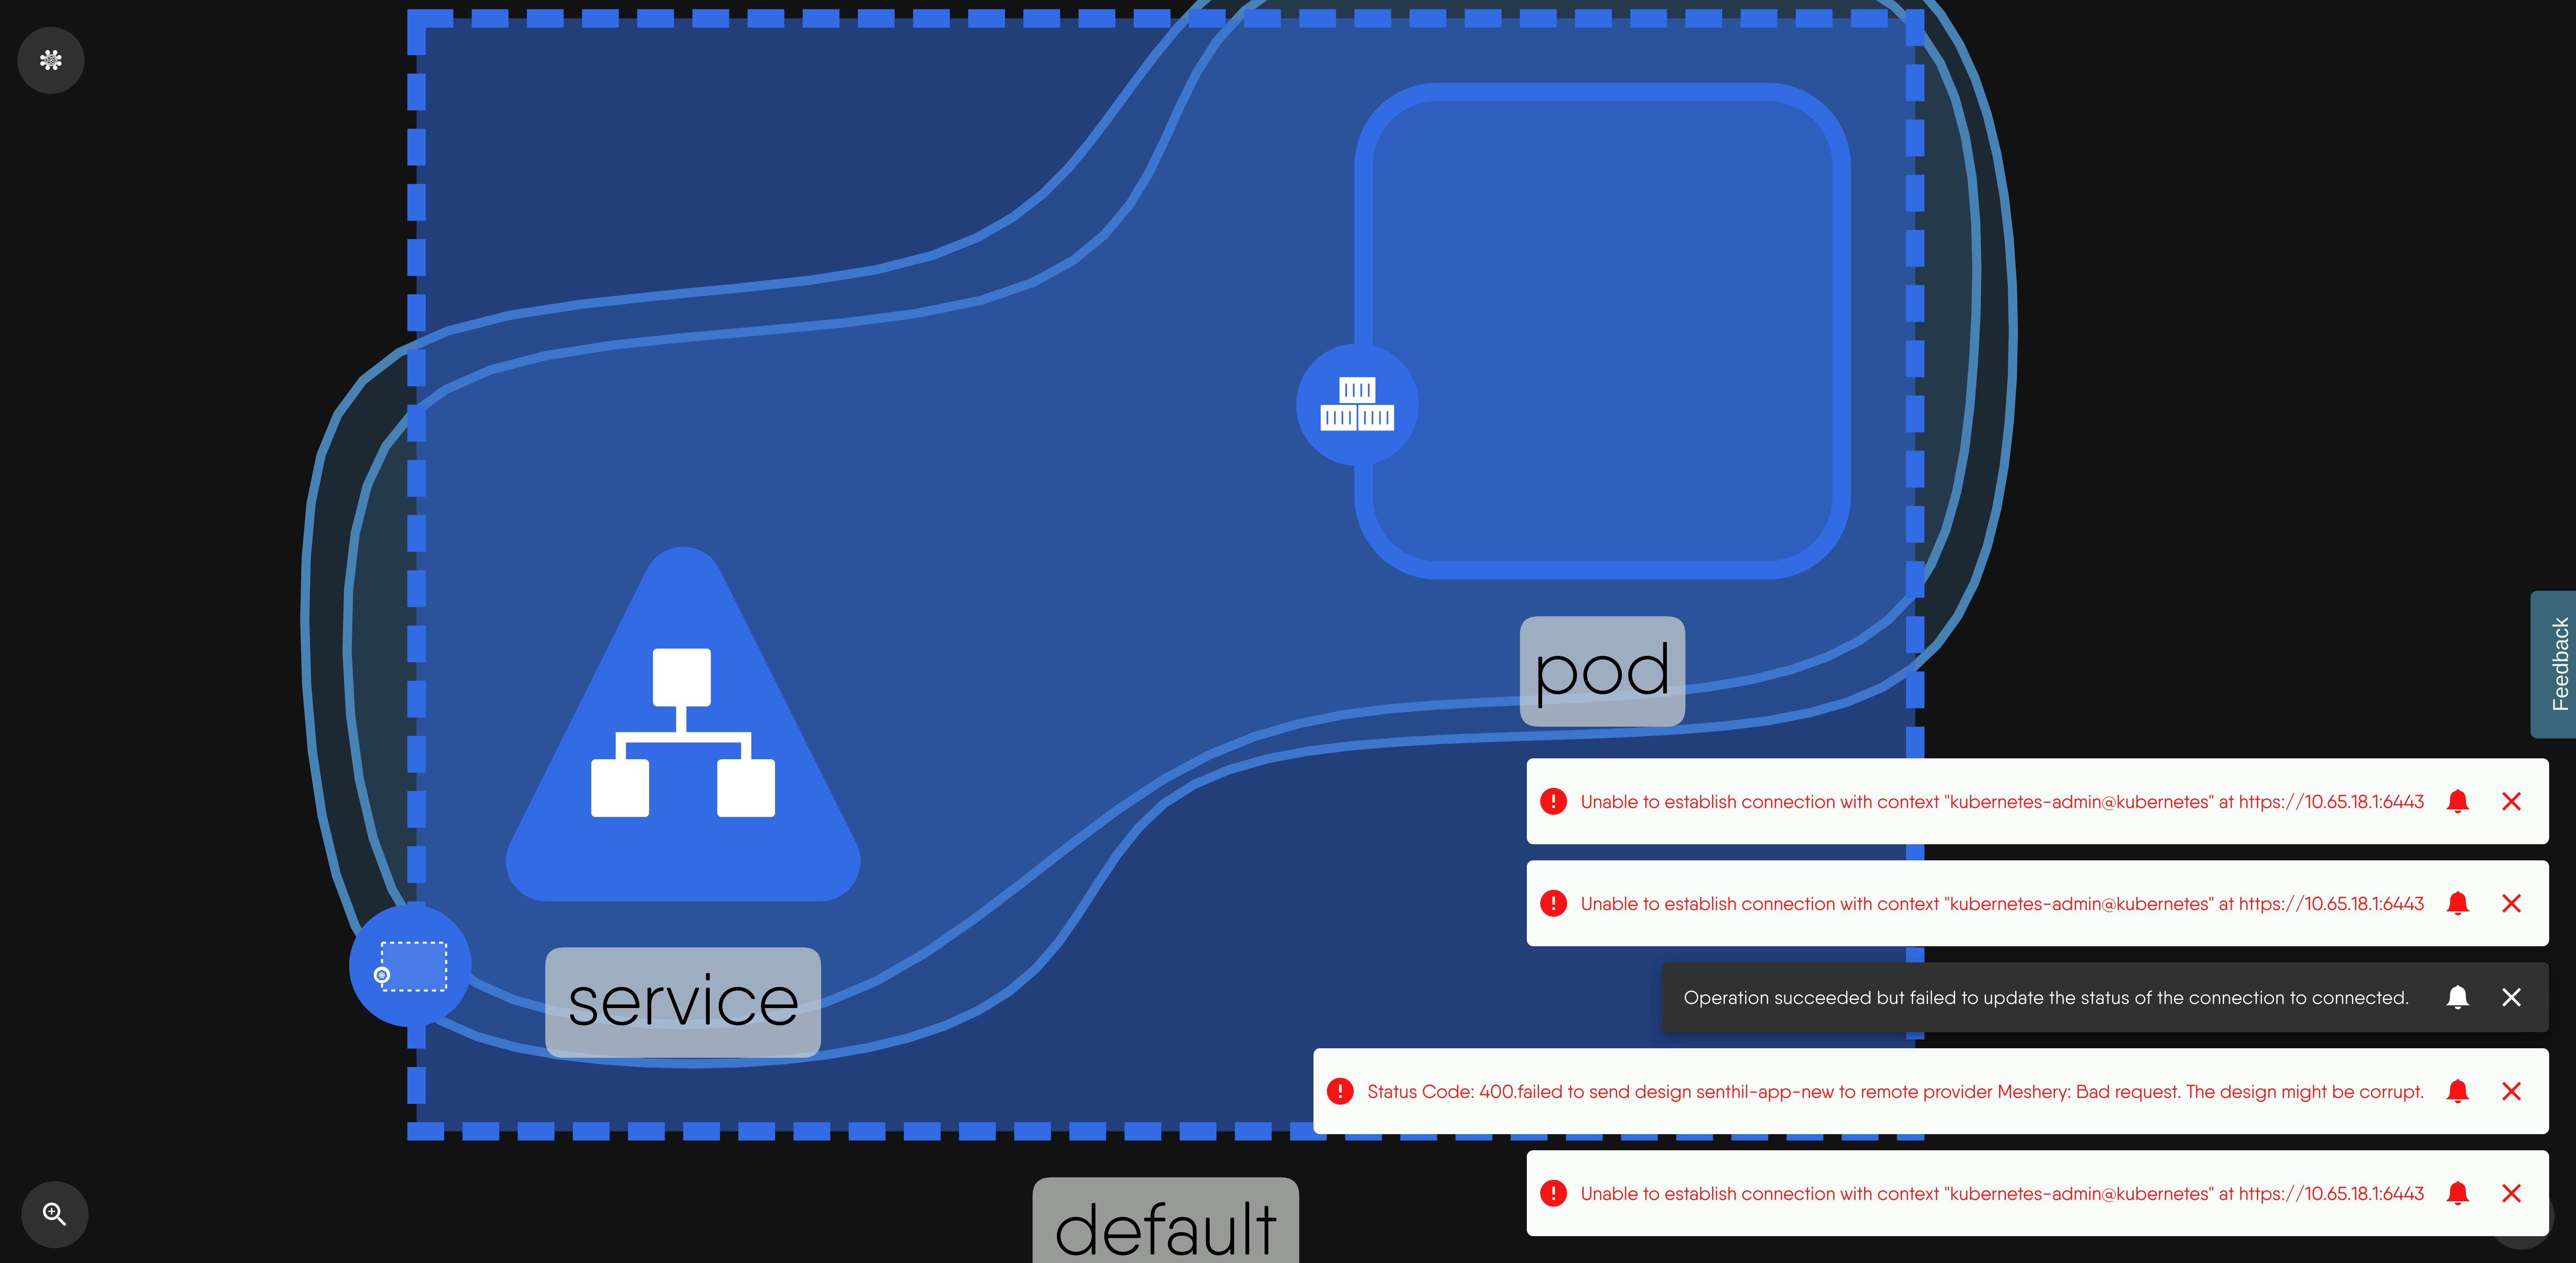 pod
service
default
Feedback
Unable to establish connection with context "kubernetes-admin@kubernetes" at https://10.65.18.1:6443
Unable to establish connection with context "kubernetes-admin@kubernetes" at https://10.65.18.1:6443
Operation succeeded but failed to update the status of the connection to connected.
Status Code: 400.failed to send design senthil-app-new to remote provider Meshery: Bad request. The design might be corrupt.
Unable to establish connection with context "kubernetes-admin@kubernetes" at https://10.65.18.1:6443